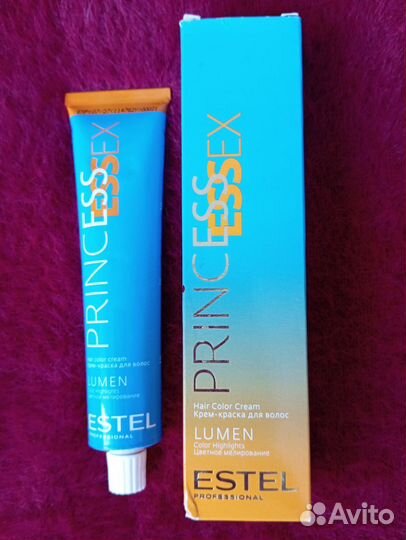 PRINCESS ESSEX
Hair Color Cream
Крем-краска для волос
LUMEN
Color Highlights
Цветное мелирование
ESTEL
PROFESSIONAL
PRINCESS ESSEX
Hair Color Cream
Крем-краска для волос
LUMEN
Color Highlights
Цветное мелирование
ESTEL
PROFESSIONAL
Avito